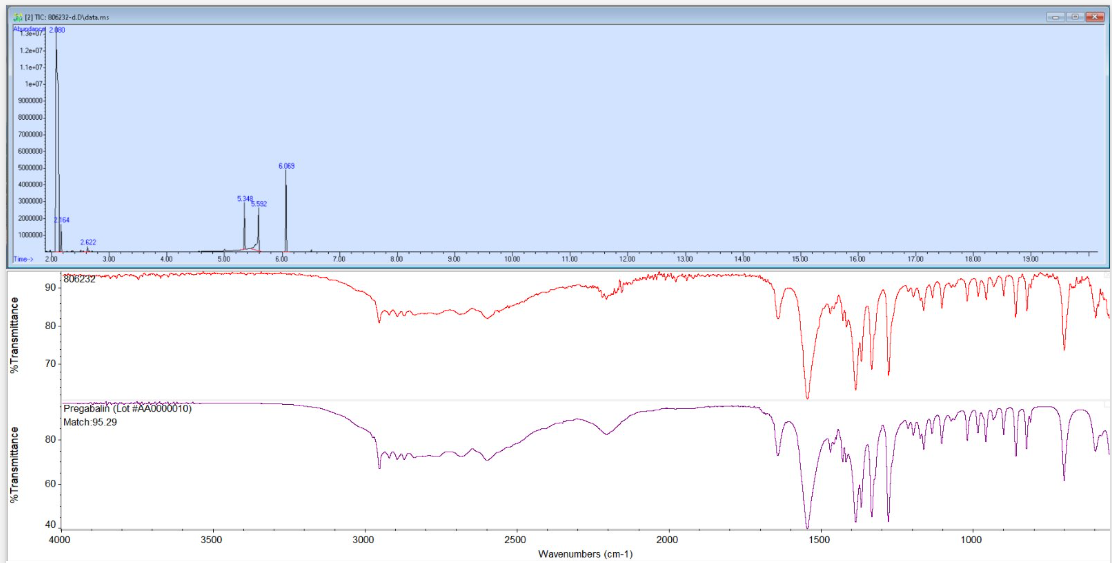 [2] TIC: 806232-d.D\data.ms
Abundance
1.3e+07
2.080
1.2e+07
1.1e+07
1e+07
9000000
8000000
7000000
6000000
5000000
4000000
3000000
2000000
1000000
2.164
2.622
5.348
5.592
6.069
Time-->
2.00 3.00 4.00 5.00 6.00 7.00 8.00 9.00 10.00 11.00 12.00 13.00 14.00 15.00 16.00 17.00 18.00 19.00
806232
90
80
70
%Transmittance
Pregabalin (Lot #AA0000010)
Match:95.29
80
60
40
%Transmittance
4000 3500 3000 2500 2000 1500 1000
Wavenumbers (cm-1)